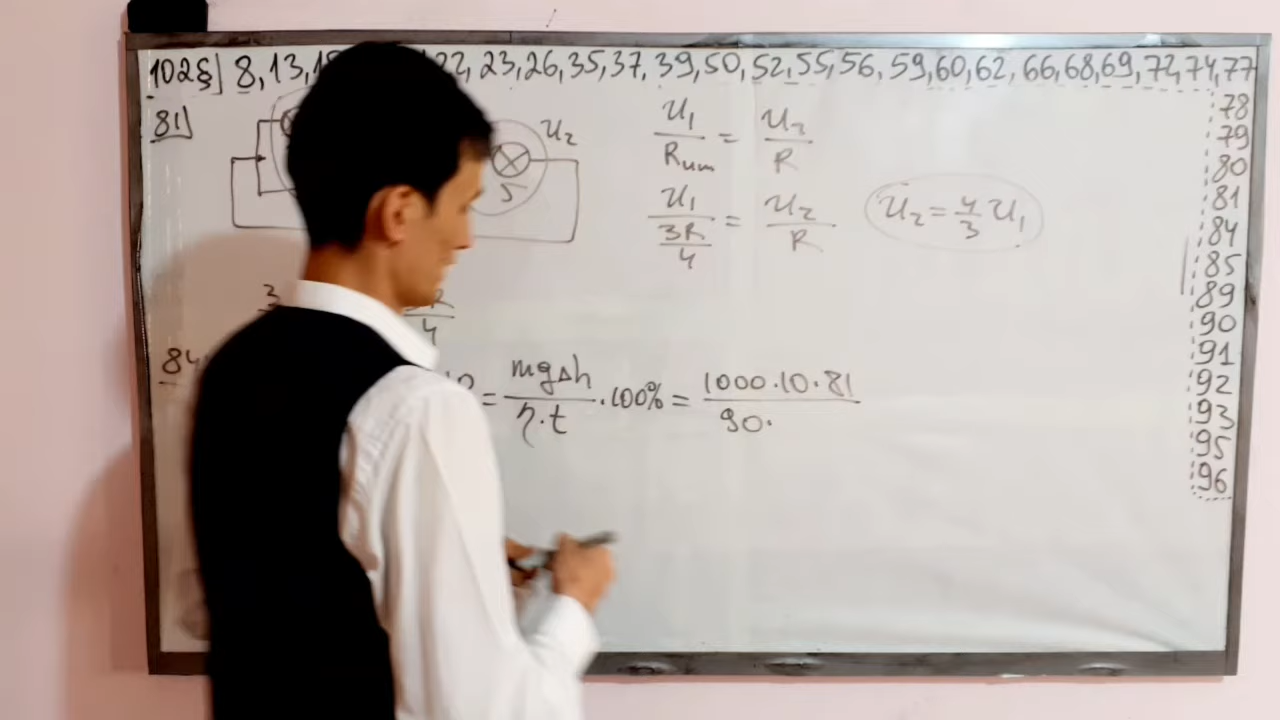 102§] 8, 13, 22, 23, 26, 35, 37, 39, 50, 52, 55, 56, 59, 60, 62, 66, 68, 69, 72, 74, 77
78
79
80
81
84
85
89
90
91
92
93
95
96
81)
U₂
5
U₁/Rum = U₂/R
U₁/(3R/4) = U₂/R
U₂ = 4/3 U₁
3
R/4
84
= mgΔh/η·t · 100% = 1000·10·81/90·